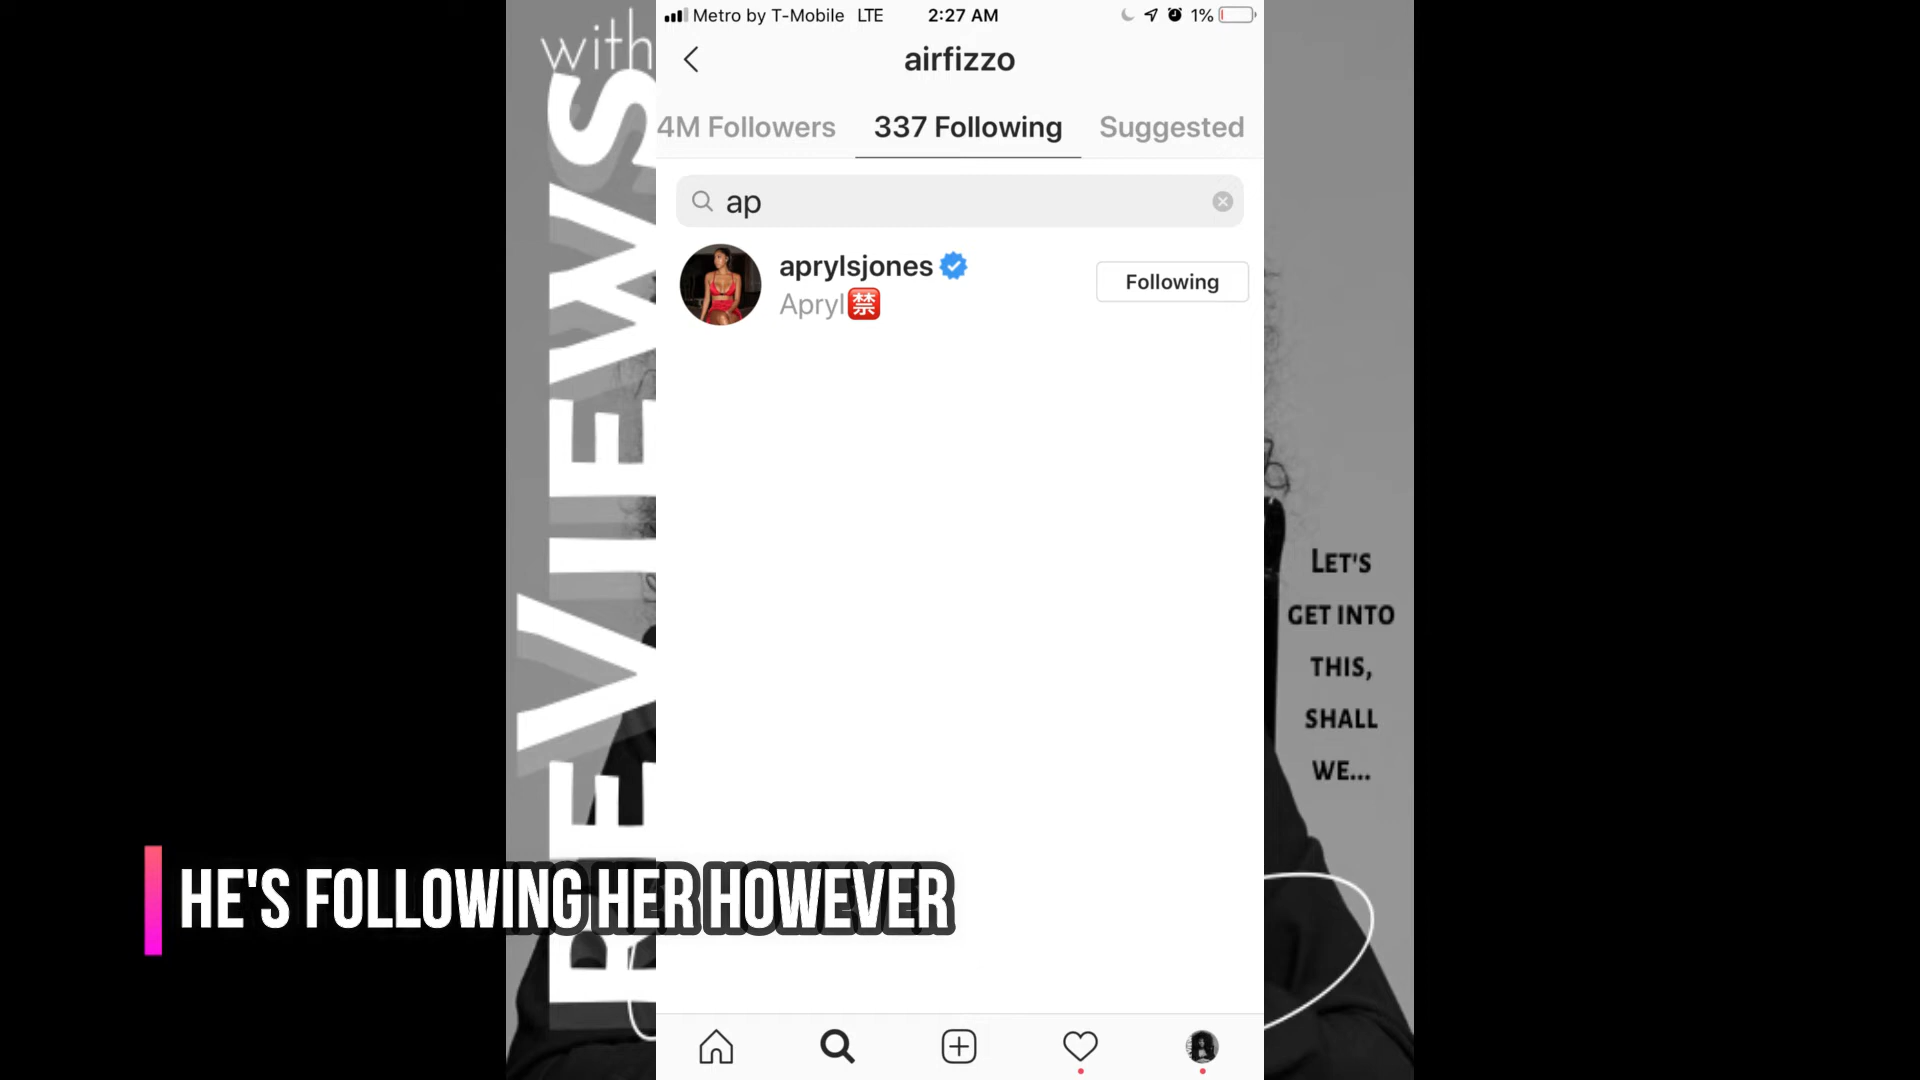 with
REVIEWS
Metro by T-Mobile LTE 2:27 AM 1%
airfizzo
4M Followers 337 Following Suggested
ap
aprylsjones Following
Apryl禁
LET'S
GET INTO
THIS,
SHALL
WE...
HE'S FOLLOWING HER HOWEVER